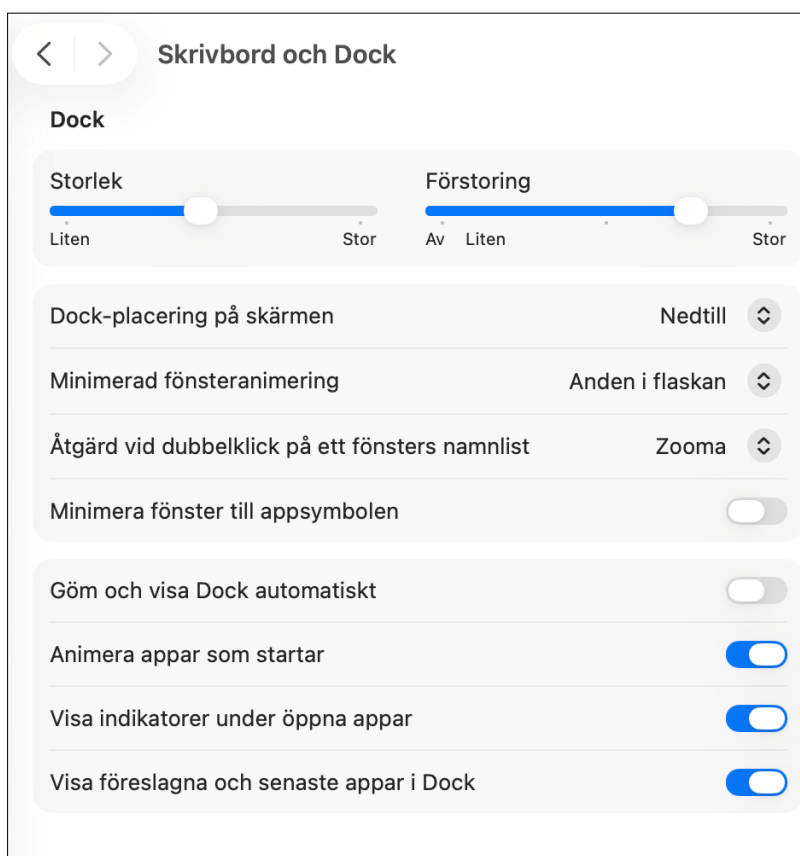 Skrivbord och Dock
Dock
Storlek
Förstoring
Liten Stor
Av Liten Stor
Dock-placering på skärmen Nedtill
Minimerad fönsteranimering Anden i flaskan
Åtgärd vid dubbelklick på ett fönsters namnlist Zooma
Minimera fönster till appsymbolen
Göm och visa Dock automatiskt
Animera appar som startar
Visa indikatorer under öppna appar
Visa föreslagna och senaste appar i Dock